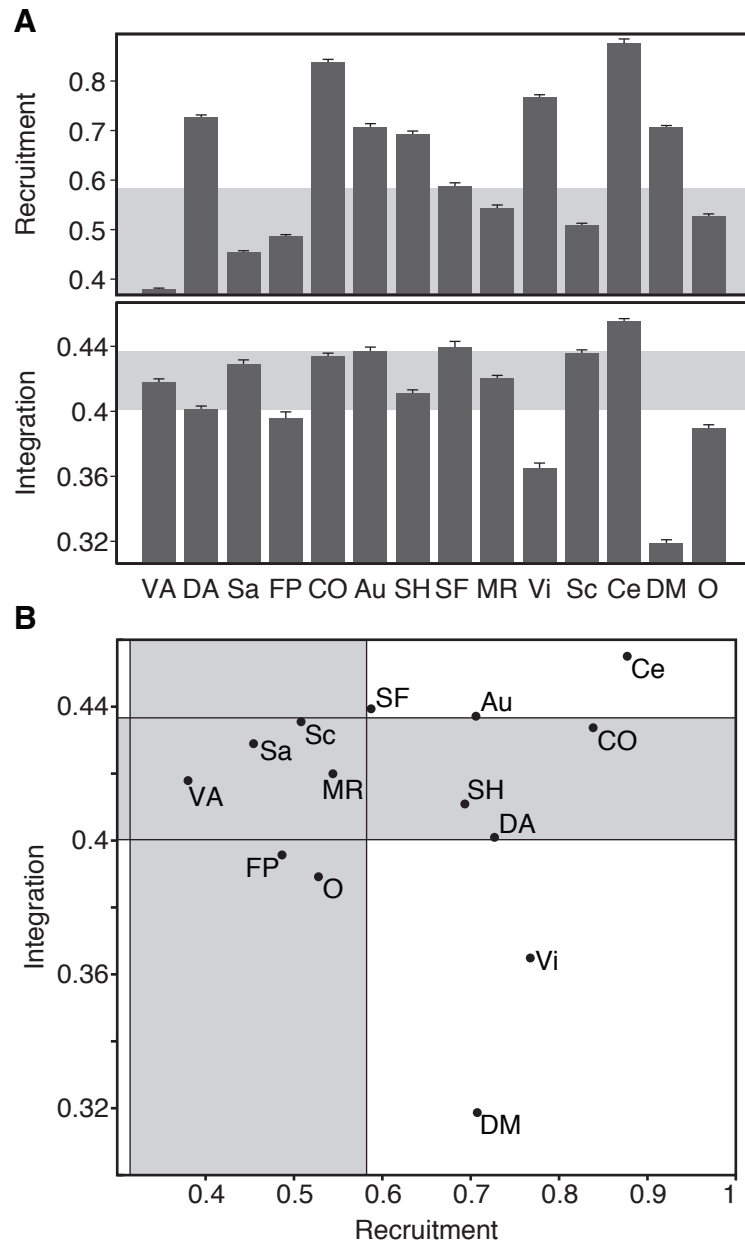 A
Recruitment
0.8
0.7
0.6
0.5
0.4
Integration
0.44
0.4
0.36
0.32
VA DA Sa FP CO Au SH SF MR Vi Sc Ce DM O
B
Integration
0.44
0.4
0.36
0.32
Ce
SF
Au
Sc
CO
Sa
VA
MR
SH
DA
FP
O
Vi
DM
0.4 0.5 0.6 0.7 0.8 0.9 1
Recruitment